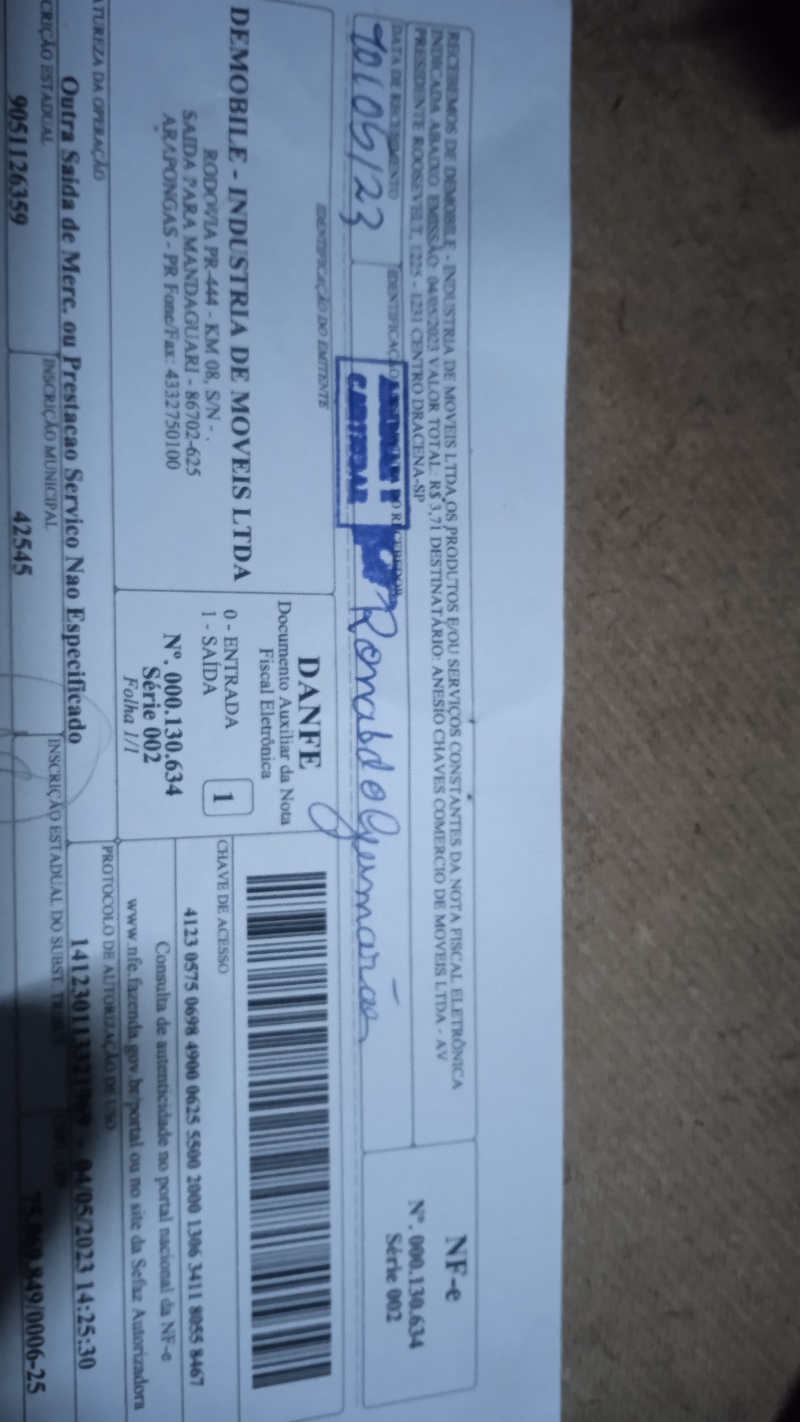 RECEBEMOS DE DEMOBILE - INDUSTRIA DE MOVEIS LTDA OS PRODUTOS E/OU SERVIÇOS CONSTANTES DA NOTA FISCAL ELETRÔNICA
INDICADA ABAIXO. EMISSÃO: 04/05/2023 VALOR TOTAL: R$ 3,71 DESTINATÁRIO: ANESIO CHAVES COMERCIO DE MOVEIS LTDA - AV
PRESIDENTE ROOSEVELT, 1225 - 1231 CENTRO DRACENA-SP
NF-e
Nº. 000.130.634
Série 002
DATA DE RECEBIMENTO
/05/23
IDENTIFICAÇÃO
DO RECEBEDOR
Ronaldo Guimarães
IDENTIFICAÇÃO DO EMITENTE
DEMOBILE - INDUSTRIA DE MOVEIS LTDA
RODOVIA PR-444 - KM 08, S/N - .
SAIDA PARA MANDAGUARI - 86702-625
ARAPONGAS - PR Fone/Fax: 4332750100
DANFE
Documento Auxiliar da Nota
Fiscal Eletrônica
0 - ENTRADA
1 - SAÍDA
1
Nº. 000.130.634
Série 002
Folha 1/1
CHAVE DE ACESSO
4123 0575 0698 4900 0625 5500 2000 1306 3411 8055 8467
Consulta de autenticidade no portal nacional da NF-e
www.nfe.fazenda.gov.br/portal ou no site da Sefaz Autorizadora
NATUREZA DA OPERAÇÃO
Outra Saida de Merc. ou Prestacao Servico Nao Especificado
PROTOCOLO DE AUTORIZAÇÃO DE USO
- 04/05/2023 14:25:30
CRIÇÃO ESTADUAL
9051126359
INSCRIÇÃO MUNICIPAL
42545
INSCRIÇÃO ESTADUAL DO SUBST. TRIBUT.
849/0006-25